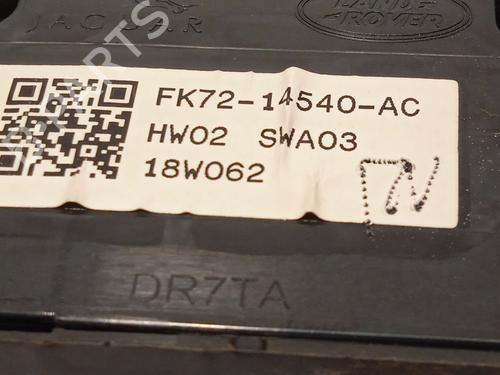 JAGUAR
LAND
ROVER
FK72-14540-AC
HW02 SWA03
18W062
DR7TA